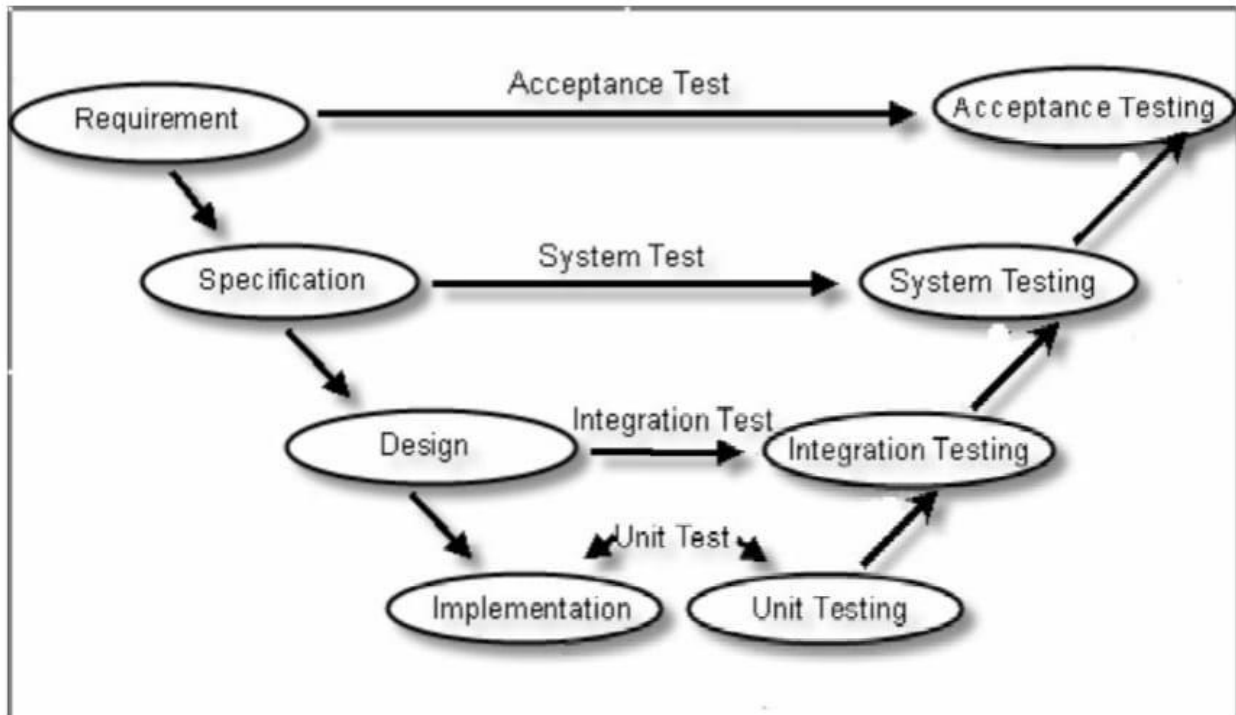 Acceptance Test
Requirement
Acceptance Testing
System Test
Specification
System Testing
Integration Test
Design
Integration Testing
Unit Test
Implementation
Unit Testing